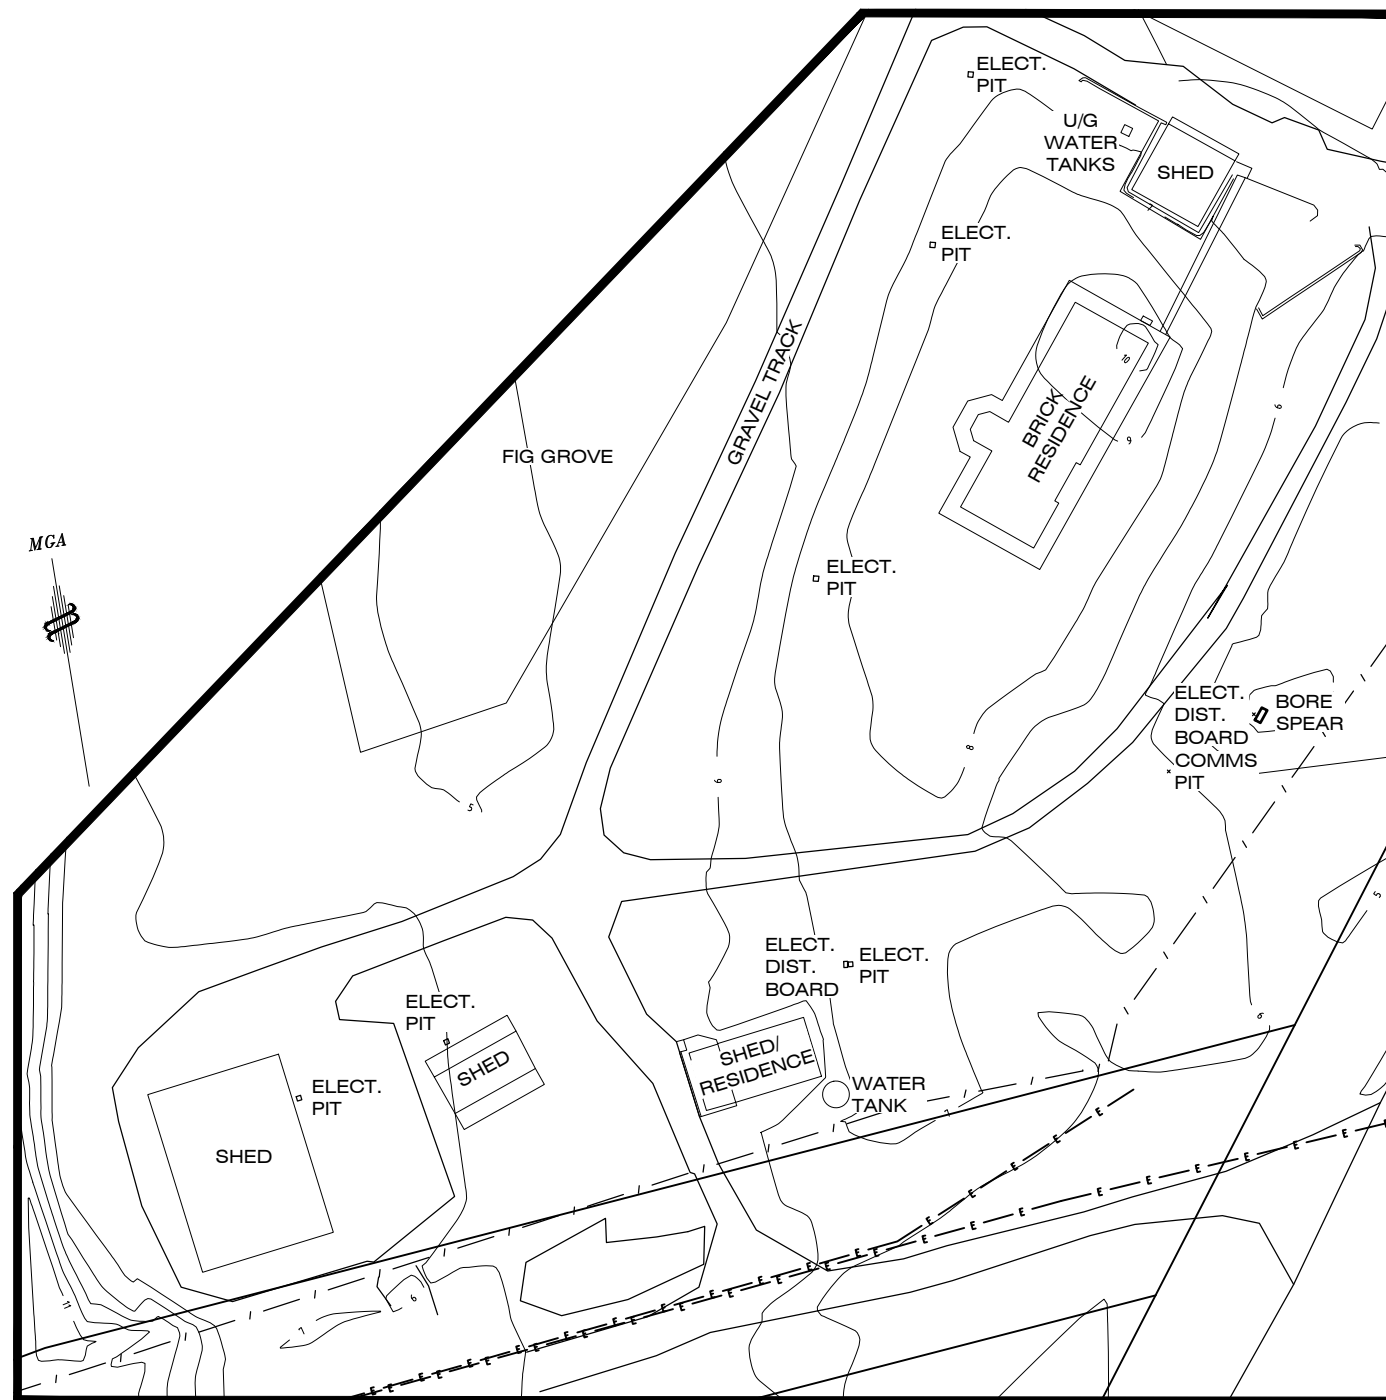 ELECT.
PIT
U/G
WATER
TANKS
SHED
7
ELECT.
PIT
GRAVEL TRACK
10
BRICK
RESIDENCE
9
6
FIG GROVE
MGA
ELECT.
PIT
ELECT.
DIST.
BOARD
COMMS
PIT
BORE
SPEAR
8
6
5
5
ELECT.
DIST.
BOARD
ELECT.
PIT
ELECT.
PIT
6
SHED
SHED/
RESIDENCE
WATER
TANK
7
ELECT.
PIT
SHED
11
7
6
E E E E E E E E E E E E E E E E E E E E